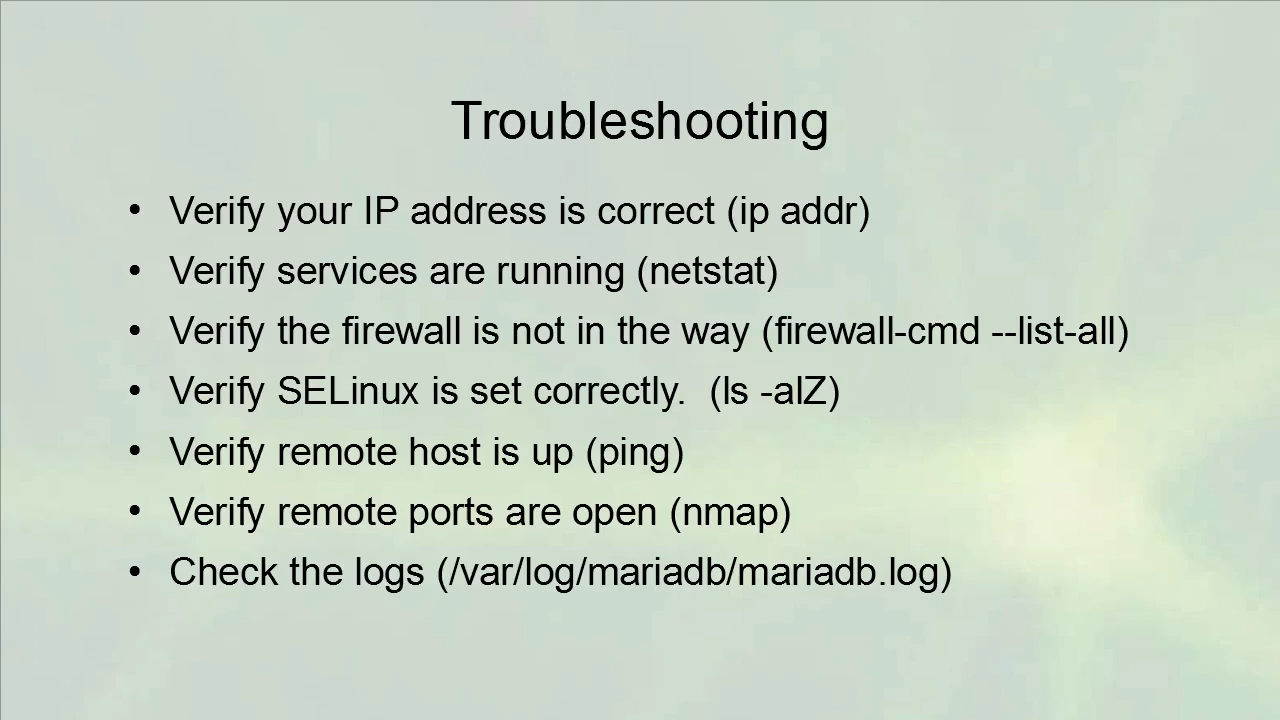 Troubleshooting
• Verify your IP address is correct (ip addr)
• Verify services are running (netstat)
• Verify the firewall is not in the way (firewall-cmd --list-all)
• Verify SELinux is set correctly.  (ls -alZ)
• Verify remote host is up (ping)
• Verify remote ports are open (nmap)
• Check the logs (/var/log/mariadb/mariadb.log)